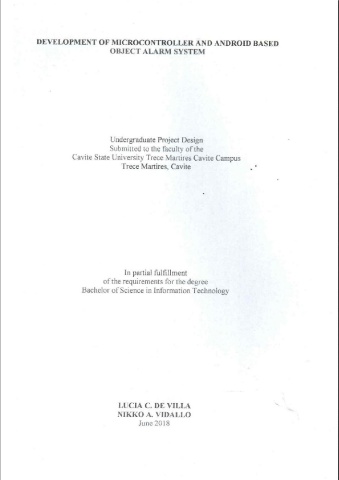 DEVELOPMENT OF MICROCONTROLLER AND ANDROID BASED
OBJECT ALARM SYSTEM
Undergraduate Project Design
Submitted to the faculty of the
Cavite State University Trece Martires Cavite Campus
Trece Martires, Cavite
In partial fulfillment
of the requirements for the degree
Bachelor of Science in Information Technology
LUCIA C. DE VILLA
NIKKO A. VIDALLO
June 2018